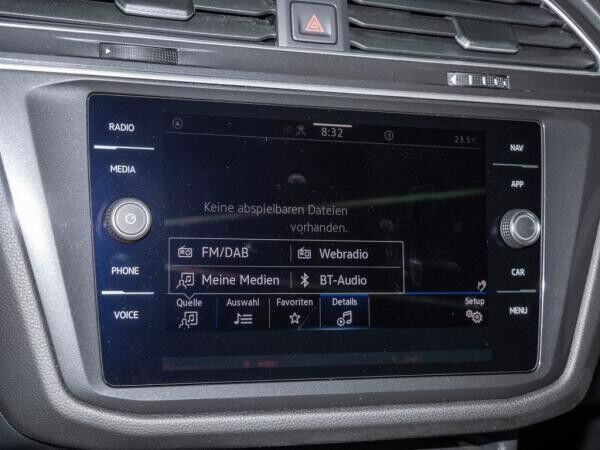 RADIO
MEDIA
PHONE
VOICE
8:32
23.5°C
Keine abspielbaren Dateien
vorhanden.
FM/DAB
Webradio
Meine Medien
BT-Audio
Quelle
Auswahl
Favoriten
Details
Setup
NAV
APP
CAR
MENU